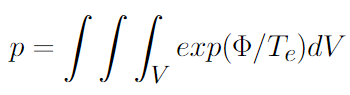 p = ∫ ∫ ∫_V exp(Φ/T_e)dV